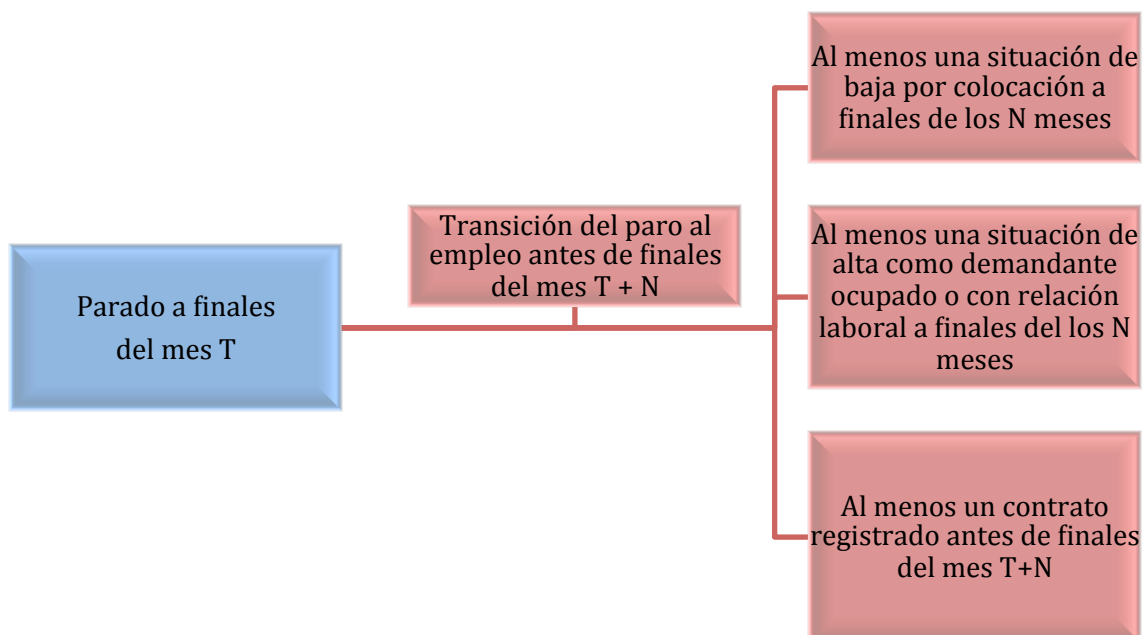 Parado a finales
del mes T
Transición del paro al
empleo antes de finales
del mes T + N
Al menos una situación de
baja por colocación a
finales de los N meses
Al menos una situación de
alta como demandante
ocupado o con relación
laboral a finales del los N
meses
Al menos un contrato
registrado antes de finales
del mes T+N